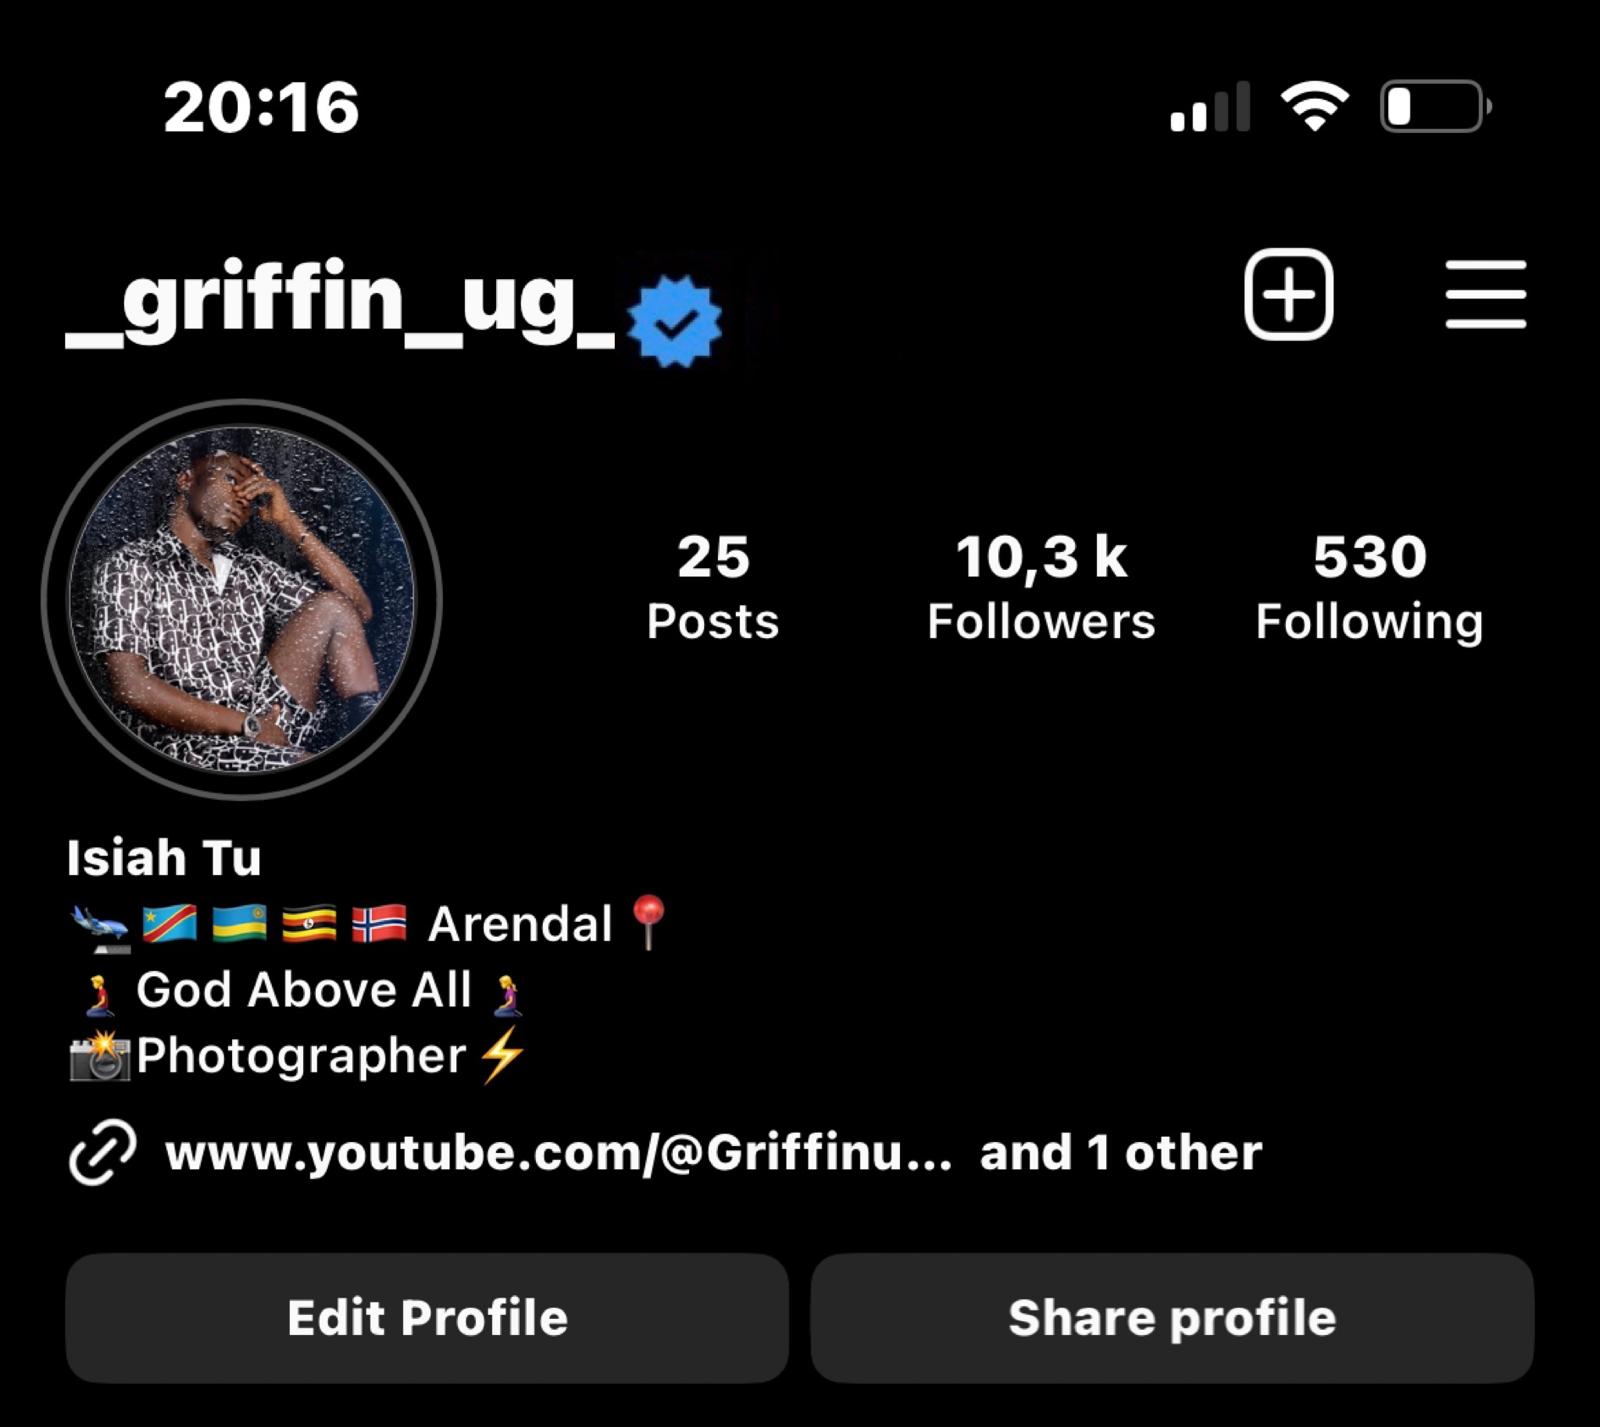 20:16
__griffin__ug_
25 10,3 k 530
Posts Followers Following
Isiah Tu
🛬🇨🇩🇷🇼🇺🇬🇳🇴 Arendal📍
🧎‍♂️God Above All🧎‍♀️
📸Photographer⚡
www.youtube.com/@Griffinu... and 1 other
Edit Profile Share profile